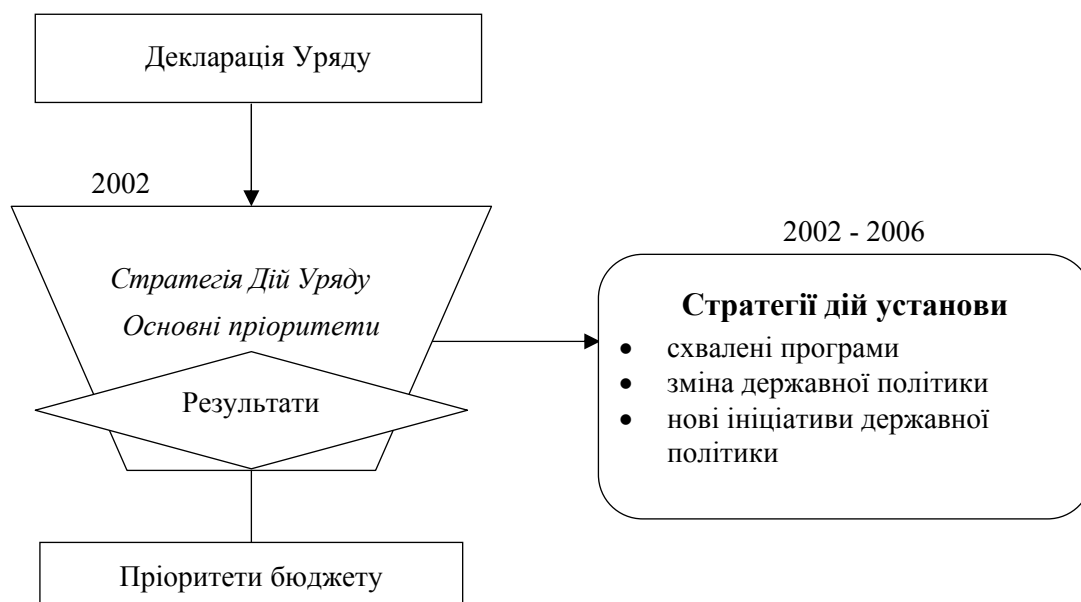 Декларація Уряду
2002
Стратегія Дій Уряду
Основні пріоритети
Результати
Пріоритети бюджету
2002 - 2006
Стратегії дій установи
• схвалені програми
• зміна державної політики
• нові ініціативи державної
політики